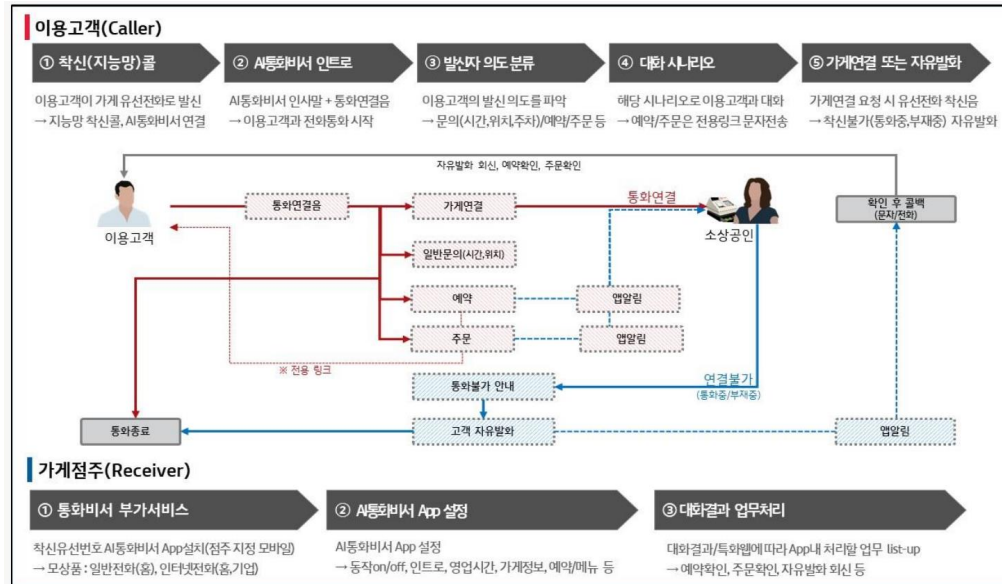 이용고객(Caller)
① 착신(지능망)콜
② AI통화비서 인트로
③ 발신자 의도 분류
④ 대화 시나리오
⑤ 가게연결 또는 자유발화
이용고객이 가게 유선전화로 발신
→ 지능망 착신콜, AI통화비서 연결
AI통화비서 인사말 + 통화연결음
→ 이용고객과 전화통화 시작
이용고객의 발신 의도를 파악
→ 문의(시간,위치,주차)/예약/주문 등
해당 시나리오로 이용고객과 대화
→ 예약/주문은 전용링크 문자전송
가게연결 요청 시 유선전화 착신음
→ 착신불가(통화중,부재중) 자유발화
자유발화 회신, 예약확인, 주문확인
통화연결음
가게연결
통화연결
확인 후 콜백
(문자/전화)
이용고객
소상공인
일반문의(시간,위치)
예약
앱알림
주문
앱알림
※ 전용 링크
통화불가 안내
연결불가
(통화중/부재중)
통화종료
고객 자유발화
앱알림
가게점주(Receiver)
① 통화비서 부가서비스
② AI통화비서 App 설정
③ 대화결과 업무처리
착신유선번호 AI통화비서 App설치(점주 지정 모바일)
→ 모상품 : 일반전화(홈), 인터넷전화(홈,기업)
AI통화비서 App 설정
→ 동작on/off, 인트로, 영업시간, 가게정보, 예약/메뉴 등
대화결과/특화웹에 따라 App내 처리할 업무 list-up
→ 예약확인, 주문확인, 자유발화 회신 등